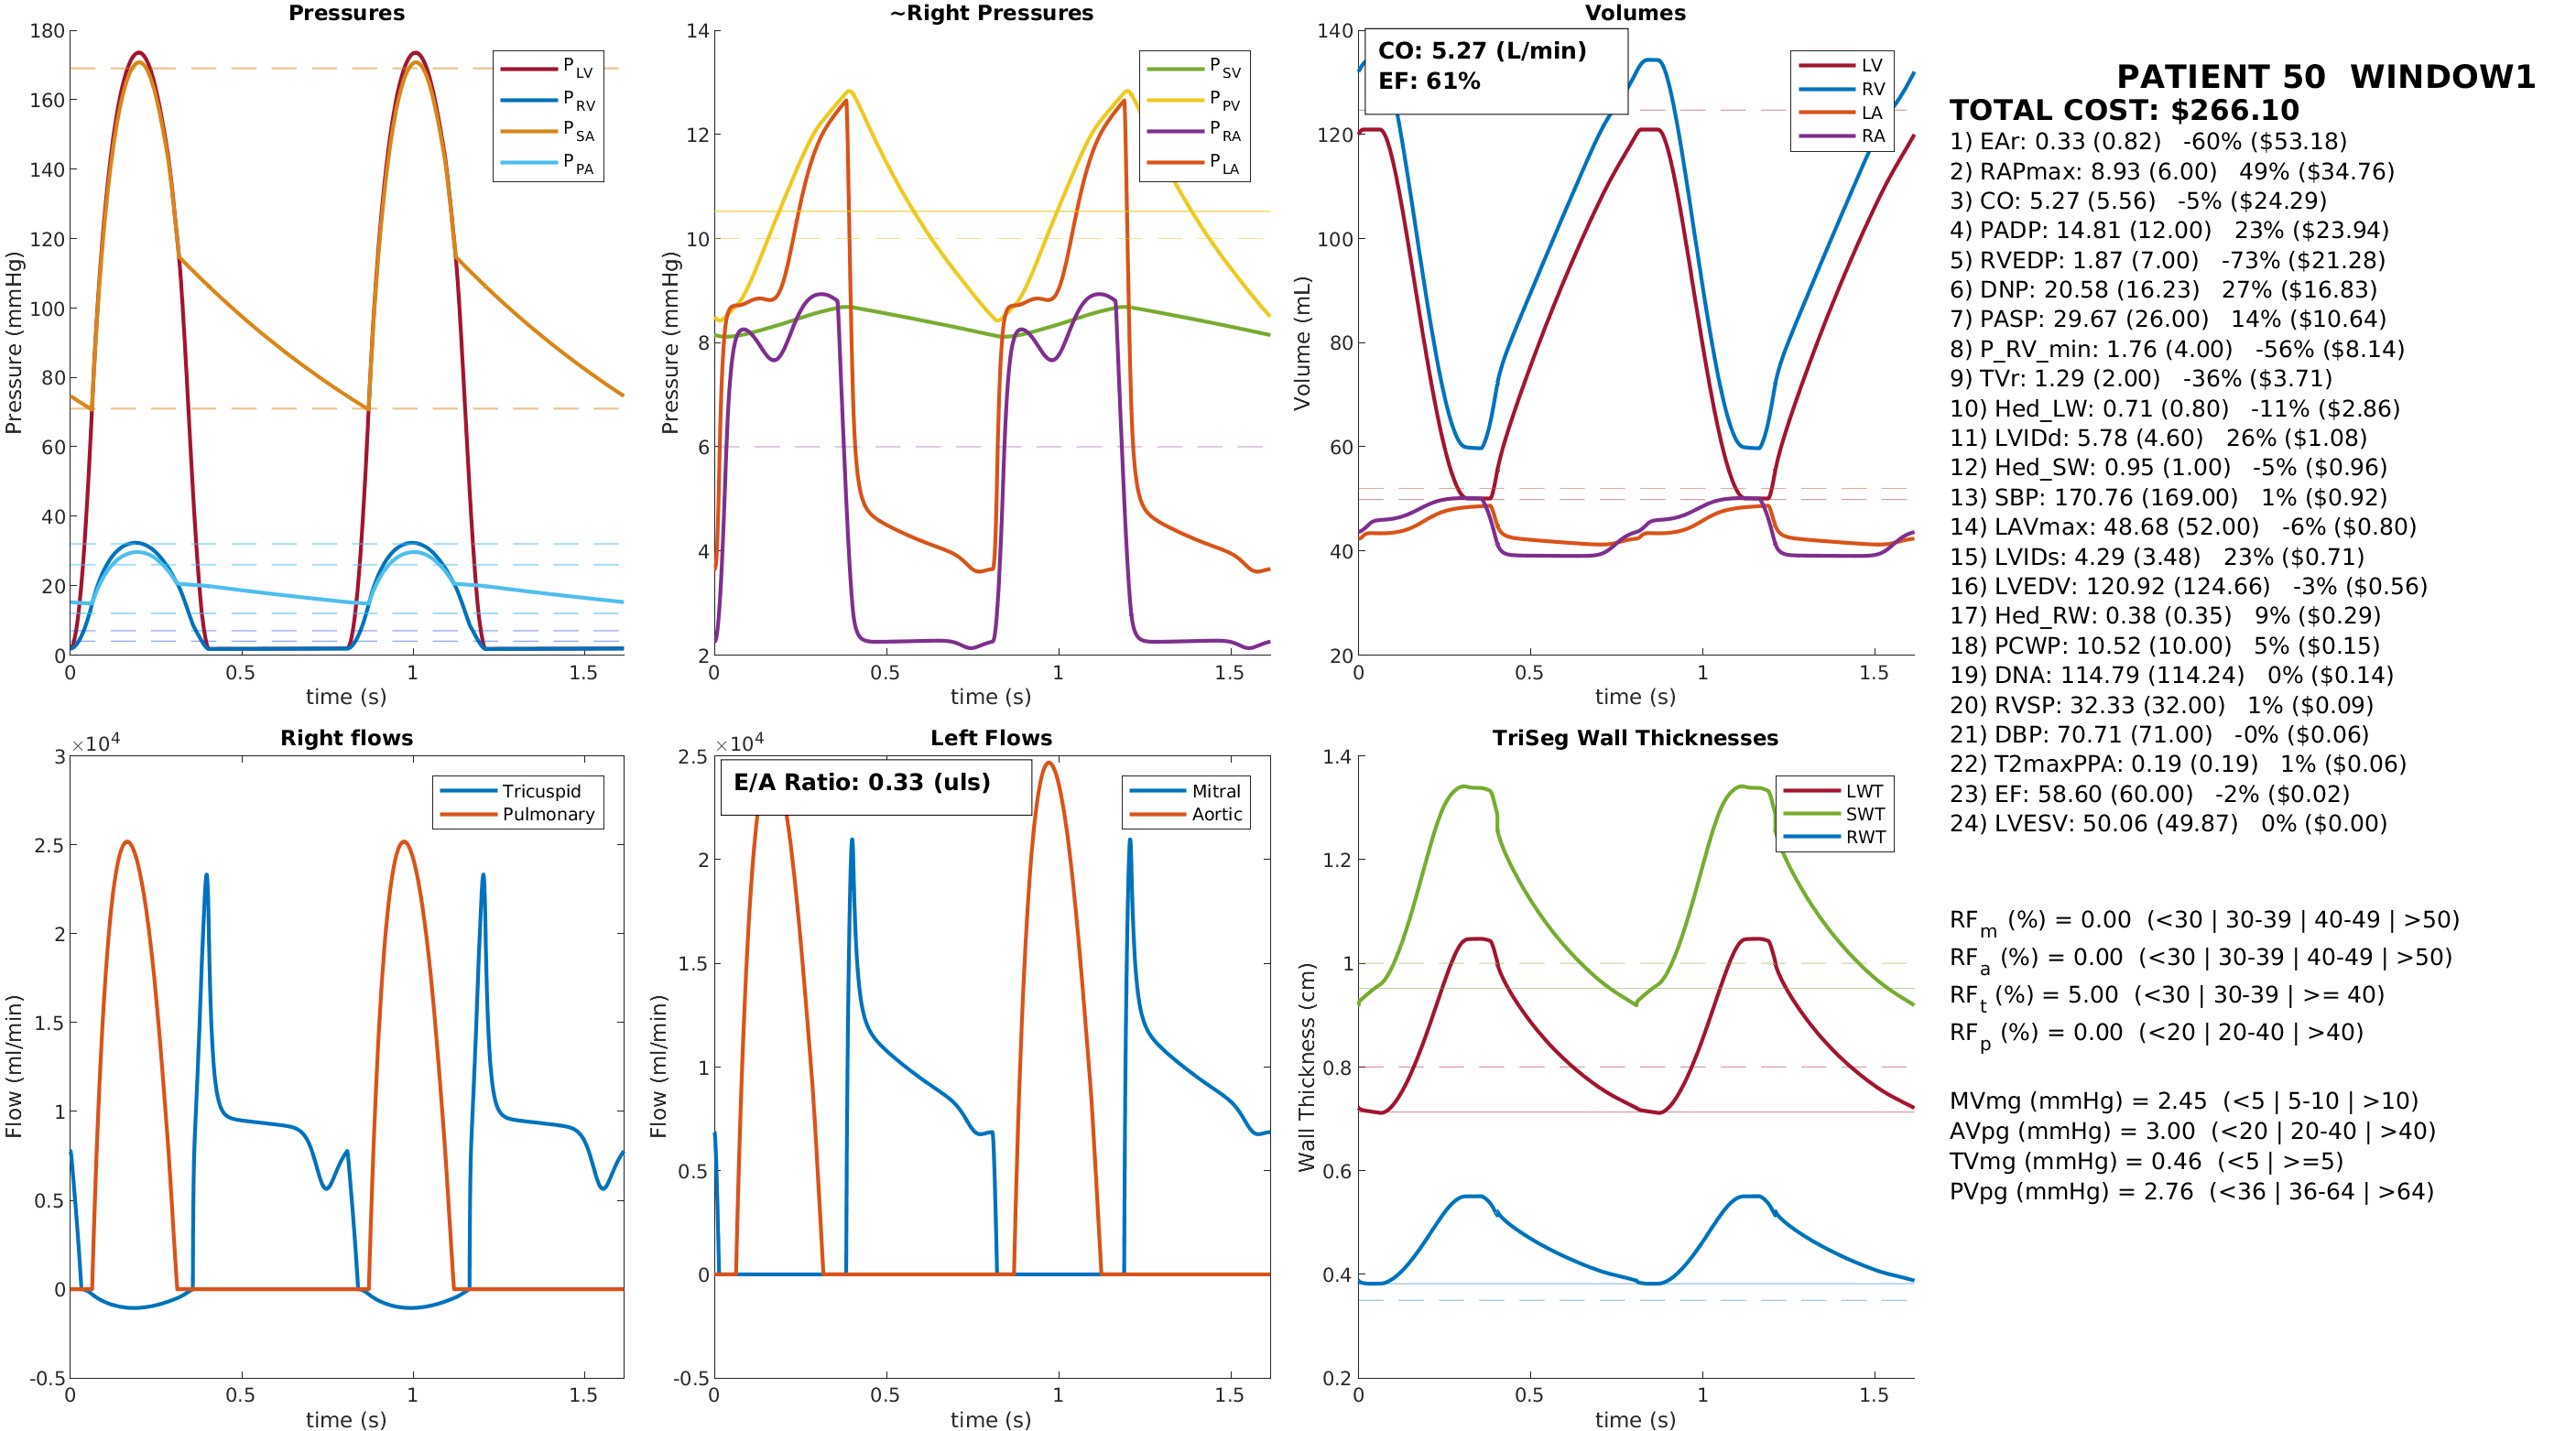 Pressures
180
160
140
120
100
80
60
40
20
0
0
0.5
1
1.5
Pressure (mmHg)
time (s)
P LV
P RV
P SA
P PA
~Right Pressures
14
12
10
8
6
4
2
0
0.5
1
1.5
Pressure (mmHg)
time (s)
P SV
P PV
P RA
P LA
Volumes
140
120
100
80
60
40
20
0
0.5
1
1.5
Volume (mL)
time (s)
CO: 5.27 (L/min)
EF: 61%
LV
RV
LA
RA
PATIENT 50 WINDOW1
TOTAL COST: $266.10
1) EAr: 0.33 (0.82) -60% ($53.18)
2) RAPmax: 8.93 (6.00) 49% ($34.76)
3) CO: 5.27 (5.56) -5% ($24.29)
4) PADP: 14.81 (12.00) 23% ($23.94)
5) RVEDP: 1.87 (7.00) -73% ($21.28)
6) DNP: 20.58 (16.23) 27% ($16.83)
7) PASP: 29.67 (26.00) 14% ($10.64)
8) P_RV_min: 1.76 (4.00) -56% ($8.14)
9) TVr: 1.29 (2.00) -36% ($3.71)
10) Hed_LW: 0.71 (0.80) -11% ($2.86)
11) LVIDd: 5.78 (4.60) 26% ($1.08)
12) Hed_SW: 0.95 (1.00) -5% ($0.96)
13) SBP: 170.76 (169.00) 1% ($0.92)
14) LAVmax: 48.68 (52.00) -6% ($0.80)
15) LVIDs: 4.29 (3.48) 23% ($0.71)
16) LVEDV: 120.92 (124.66) -3% ($0.56)
17) Hed_RW: 0.38 (0.35) 9% ($0.29)
18) PCWP: 10.52 (10.00) 5% ($0.15)
19) DNA: 114.79 (114.24) 0% ($0.14)
20) RVSP: 32.33 (32.00) 1% ($0.09)
21) DBP: 70.71 (71.00) -0% ($0.06)
22) T2maxPPA: 0.19 (0.19) 1% ($0.06)
23) EF: 58.60 (60.00) -2% ($0.02)
24) LVESV: 50.06 (49.87) 0% ($0.00)
RF m (%) = 0.00 (<30 | 30-39 | 40-49 | >50)
RF a (%) = 0.00 (<30 | 30-39 | 40-49 | >50)
RF t (%) = 5.00 (<30 | 30-39 | >= 40)
RF p (%) = 0.00 (<20 | 20-40 | >40)
MVmg (mmHg) = 2.45 (<5 | 5-10 | >10)
AVpg (mmHg) = 3.00 (<20 | 20-40 | >40)
TVmg (mmHg) = 0.46 (<5 | >=5)
PVpg (mmHg) = 2.76 (<36 | 36-64 | >64)
Right flows
×10^4
3
2.5
2
1.5
1
0.5
0
-0.5
0
0.5
1
1.5
Flow (ml/min)
time (s)
Tricuspid
Pulmonary
Left Flows
×10^4
2.5
2
1.5
1
0.5
0
-0.5
0
0.5
1
1.5
Flow (ml/min)
time (s)
E/A Ratio: 0.33 (uls)
Mitral
Aortic
TriSeg Wall Thicknesses
1.4
1.2
1
0.8
0.6
0.4
0.2
0
0.5
1
1.5
Wall Thickness (cm)
time (s)
LWT
SWT
RWT